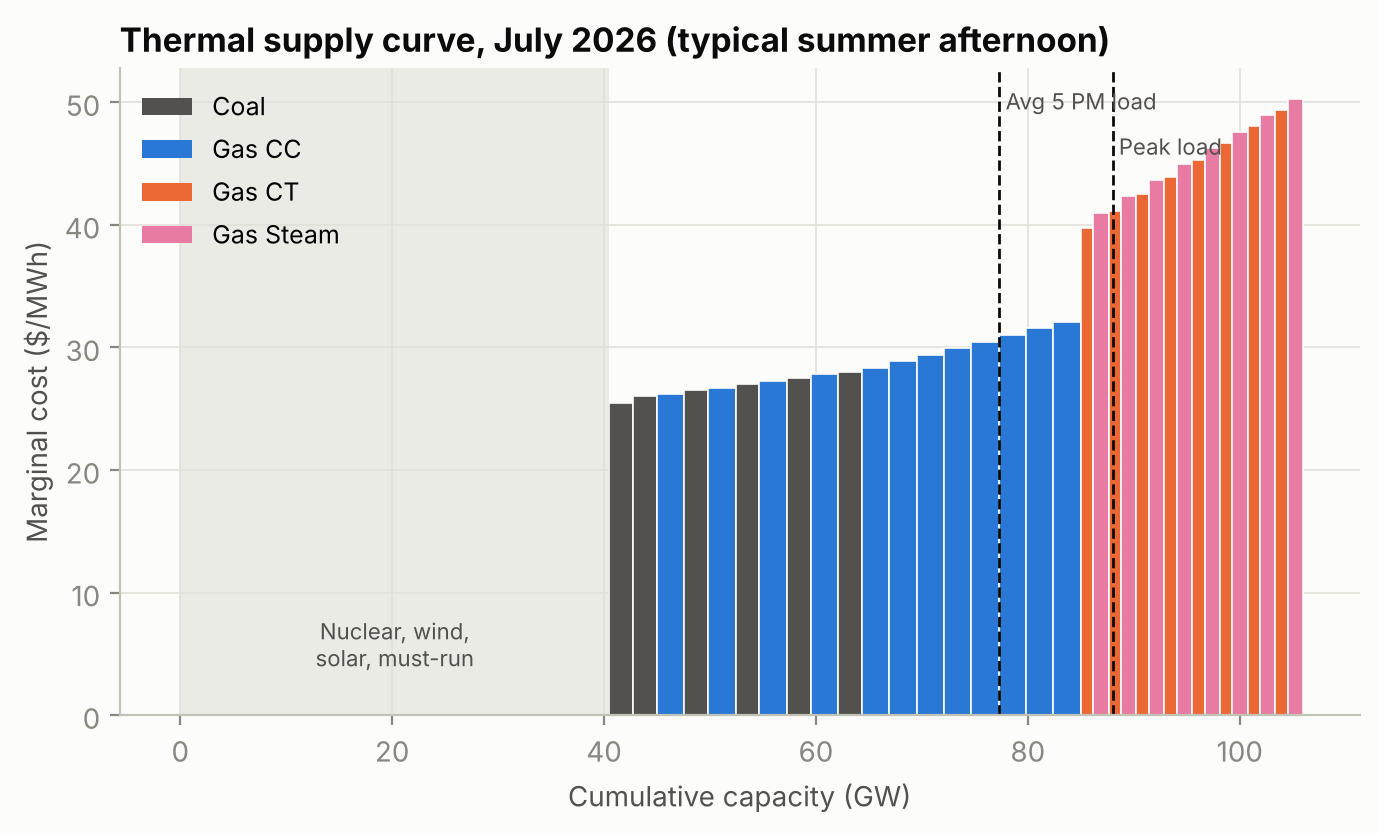 Thermal supply curve, July 2026 (typical summer afternoon)
Coal
Gas CC
Gas CT
Gas Steam
Avg 5 PM load
Peak load
Nuclear, wind,
solar, must-run
Marginal cost ($/MWh)
50
40
30
20
10
0
0 20 40 60 80 100
Cumulative capacity (GW)